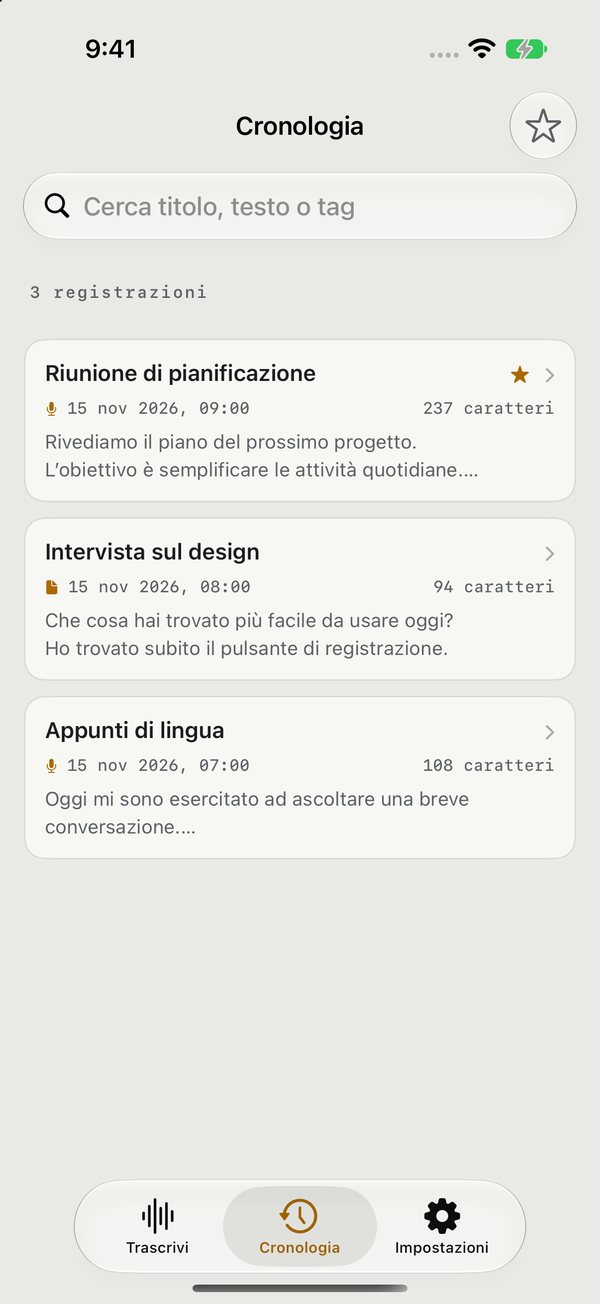 9:41
Cronologia
Cerca titolo, testo o tag
3 registrazioni
Riunione di pianificazione
15 nov 2026, 09:00 237 caratteri
Rivediamo il piano del prossimo progetto.
L’obiettivo è semplificare le attività quotidiane....
Intervista sul design
15 nov 2026, 08:00 94 caratteri
Che cosa hai trovato più facile da usare oggi?
Ho trovato subito il pulsante di registrazione.
Appunti di lingua
15 nov 2026, 07:00 108 caratteri
Oggi mi sono esercitato ad ascoltare una breve
conversazione....
Trascrivi Cronologia Impostazioni